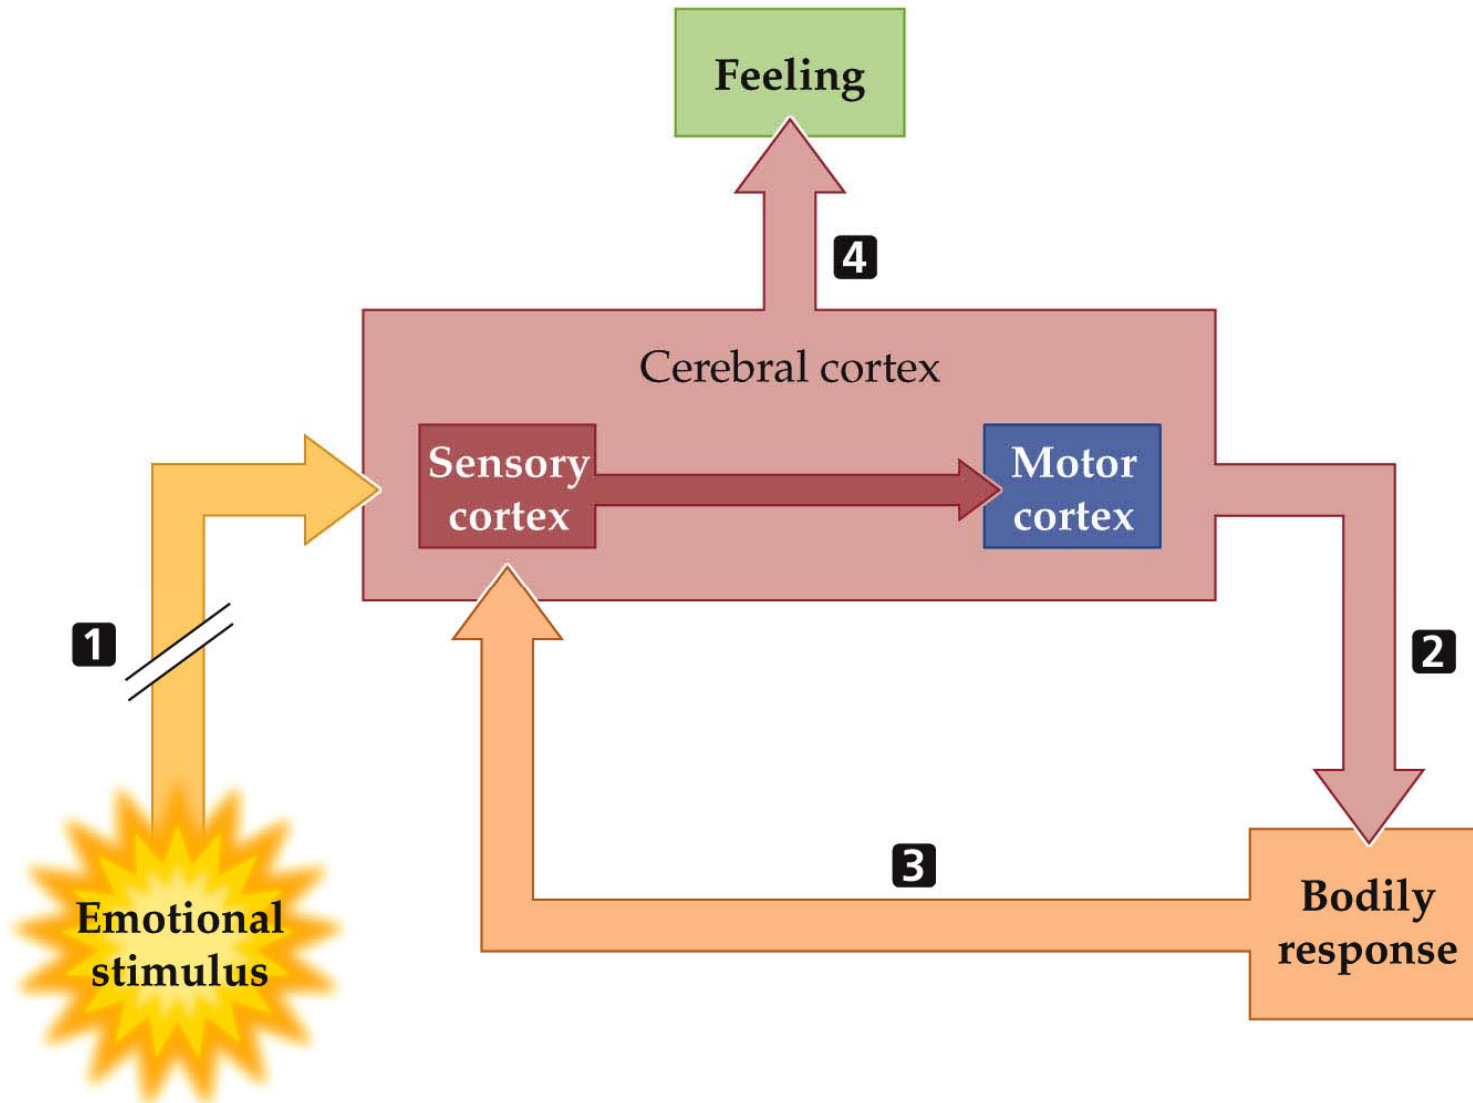 Feeling
4
Cerebral cortex
Sensory
cortex
Motor
cortex
1
2
3
Emotional
stimulus
Bodily
response